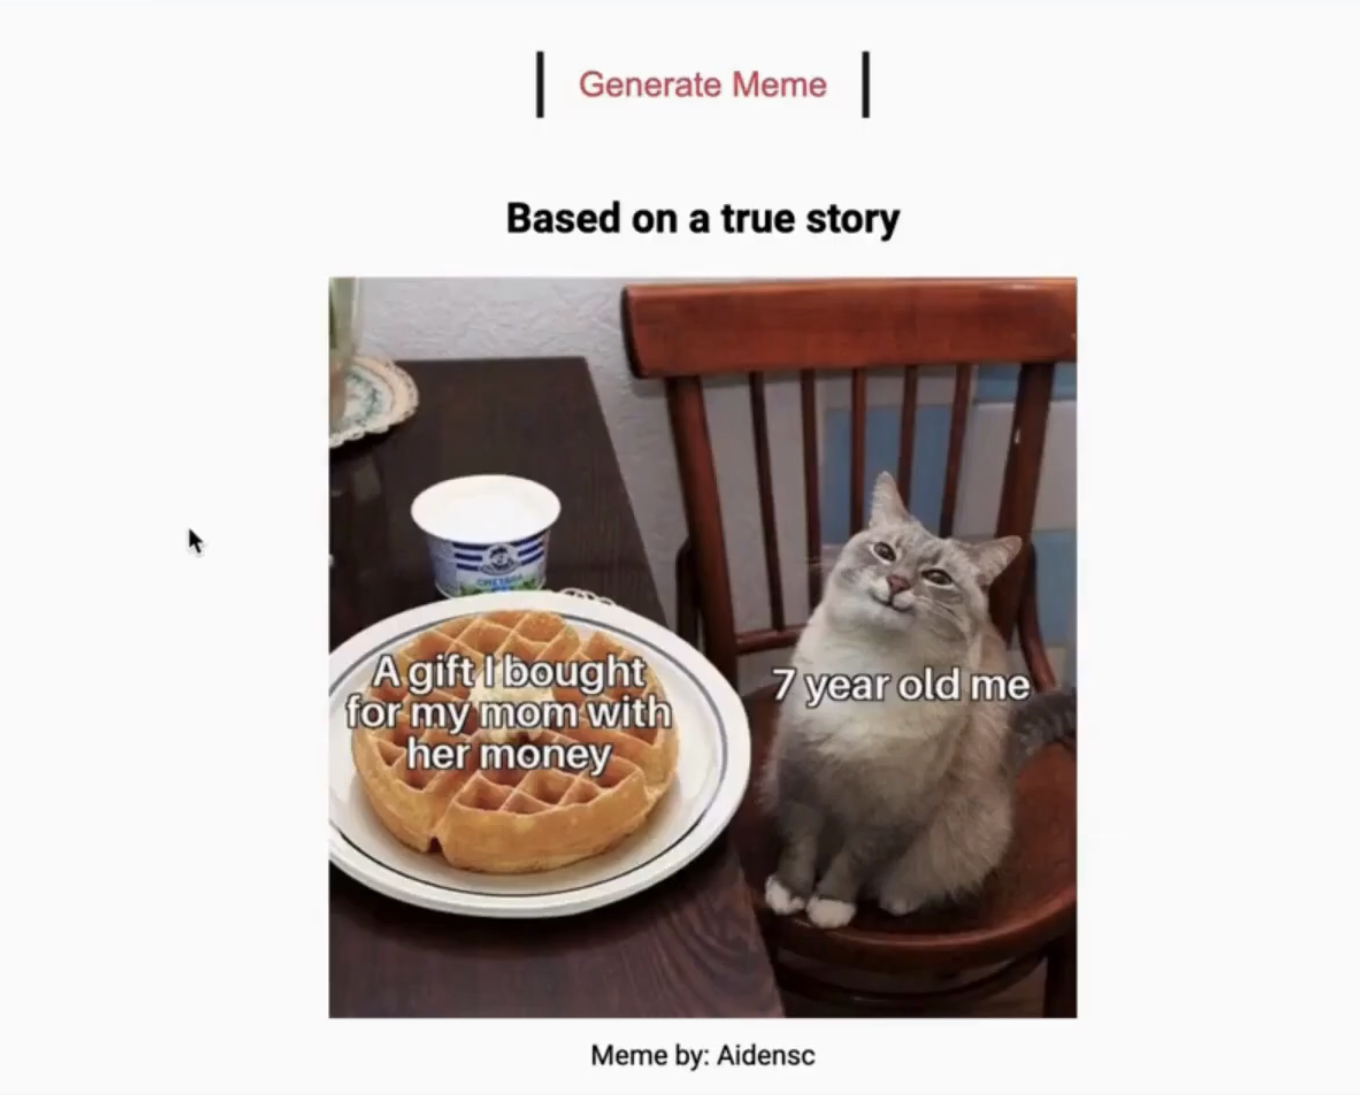 Generate Meme
Based on a true story
СМЕТАНА
A gift I bought
for my mom with
her money
7 year old me
Meme by: Aidensc